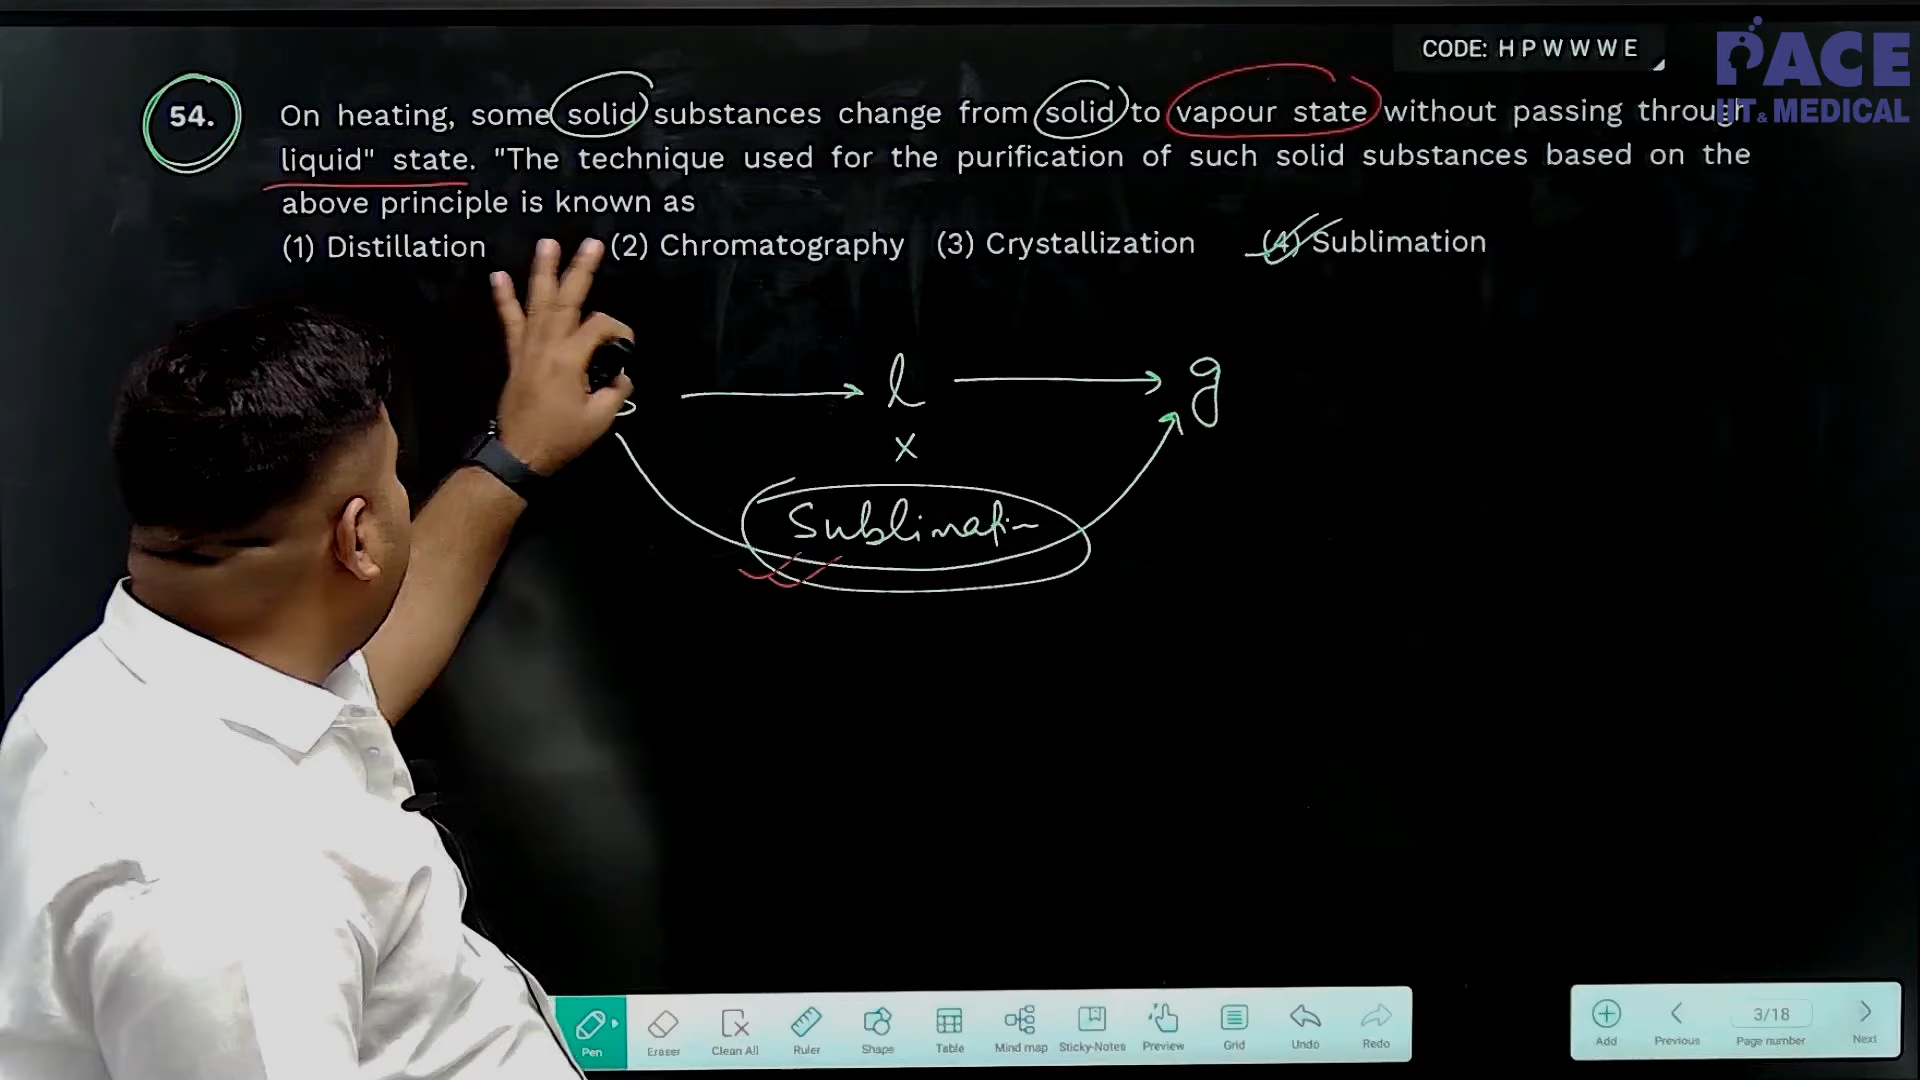 CODE: H P W W W E
PACE
IIT & MEDICAL
54. On heating, some solid substances change from solid to vapour state without passing through
liquid" state. "The technique used for the purification of such solid substances based on the
above principle is known as
(1) Distillation (2) Chromatography (3) Crystallization (4) Sublimation
l g
x
Sublimation
Pen Eraser Clean All Ruler Shape Table Mind map Sticky-Notes Preview Grid Undo Redo
Add Previous 3/18 Page number Next